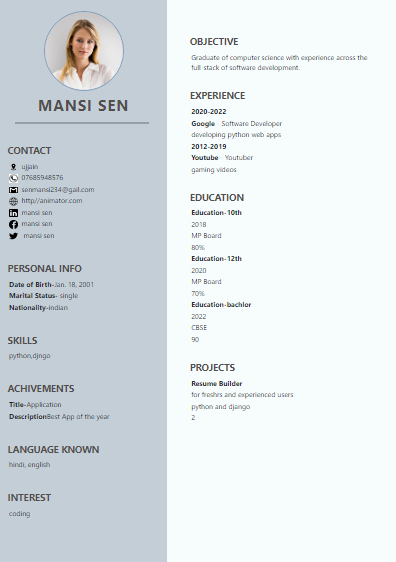 MANSI SEN
CONTACT
ujjain
07685948576
senmansi234@gail.com
http//animator.com
mansi sen
mansi sen
mansi sen
PERSONAL INFO
Date of Birth-Jan. 18, 2001
Marital Status- single
Nationality-indian
SKILLS
python,djngo
ACHIVEMENTS
Title-Application
DescriptionBest App of the year
LANGUAGE KNOWN
hindi, english
INTEREST
coding
OBJECTIVE
Graduate of computer science with experience across the
full-stack of software development.
EXPERIENCE
2020-2022
Google - Software Developer
developing python web apps
2012-2019
Youtube - Youtuber
gaming videos
EDUCATION
Education-10th
2018
MP Board
80%
Education-12th
2020
MP Board
70%
Education-bachlor
2022
CBSE
90
PROJECTS
Resume Builder
for freshrs and experienced users
python and django
2